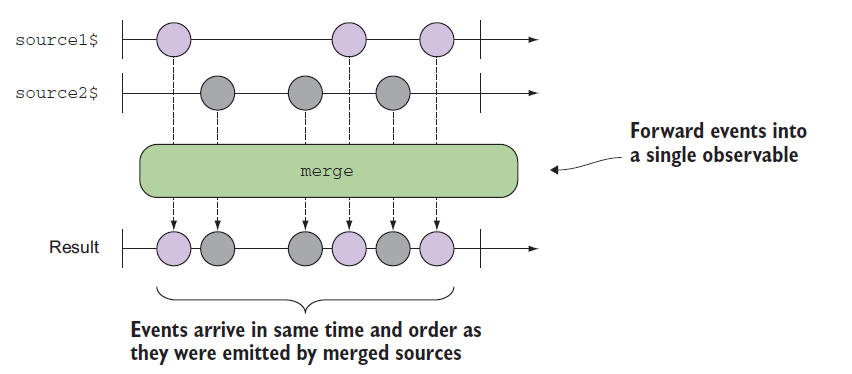 source1$
source2$
Forward events into
a single observable
merge
Result
Events arrive in same time and order as
they were emitted by merged sources